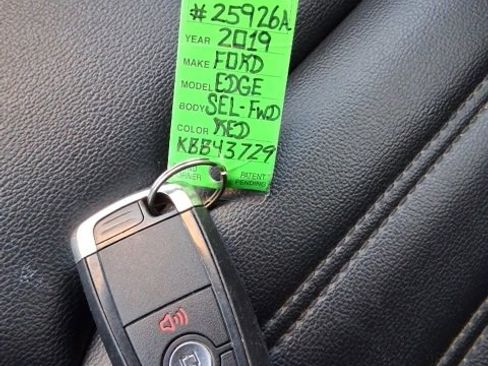 #25926A
YEAR 2019
MAKE FORD
MODEL EDGE
BODY SEL-FWD
COLOR RED
KBB43729
PATENT
PENDING